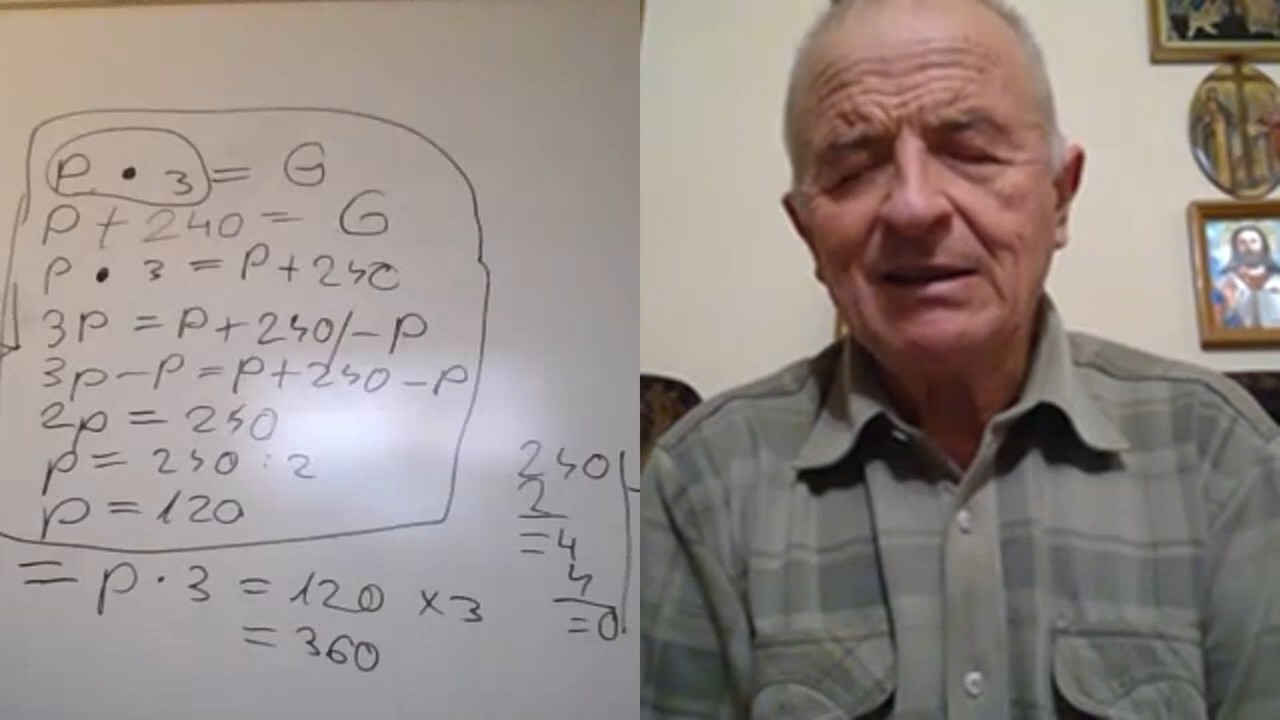 P • 3 = G
P + 240 = G
P • 3 = P + 240
3P = P + 240 / - P
3p - P = P + 240 - P
2p = 240
p = 240 : 2
p = 120
= p · 3 = 120 x 3
= 360
240
2
= 4
4
= 0